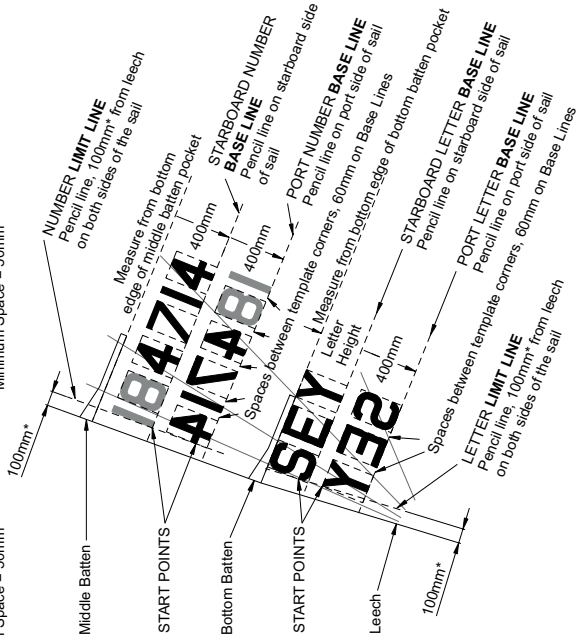 Space =
Minimum Space =
100mm*
NUMBER LIMIT LINE
Pencil line, 100mm* from leech
on both sides of the sail
Middle Batten
Measure from bottom
edge of middle batten pocket
400mm
STARBOARD NUMBER
BASE LINE
Pencil line on starboard side
of sail
184714
START POINTS
417481
400mm
PORT NUMBER BASE LINE
Pencil line on port side of sail
Spaces between template corners, 60mm on Base Lines
Bottom Batten
Measure from bottom edge of bottom batten pocket
SEY
Letter
Height
STARBOARD LETTER BASE LINE
Pencil line on starboard side of sail
START POINTS
YES
400mm
PORT LETTER BASE LINE
Pencil line on port side of sail
Spaces between template corners, 60mm on Base Lines
Leech
LETTER LIMIT LINE
Pencil line, 100mm* from leech
on both sides of the sail
100mm*